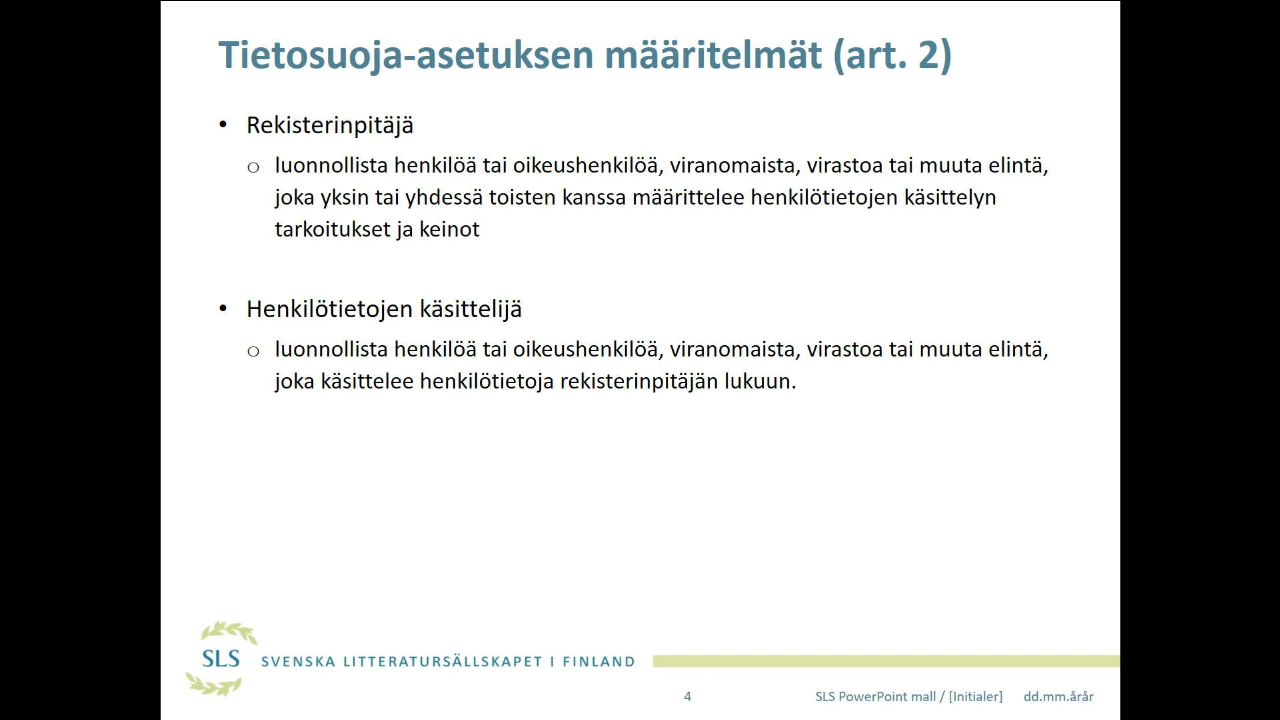 Tietosuoja-asetuksen määritelmät (art. 2)
• Rekisterinpitäjä
○ luonnollista henkilöä tai oikeushenkilöä, viranomaista, virastoa tai muuta elintä,
joka yksin tai yhdessä toisten kanssa määrittelee henkilötietojen käsittelyn
tarkoitukset ja keinot
• Henkilötietojen käsittelijä
○ luonnollista henkilöä tai oikeushenkilöä, viranomaista, virastoa tai muuta elintä,
joka käsittelee henkilötietoja rekisterinpitäjän lukuun.
SLS SVENSKA LITTERATURSÄLLSKAPET I FINLAND
4 SLS PowerPoint mall / [Initialer] dd.mm.årår